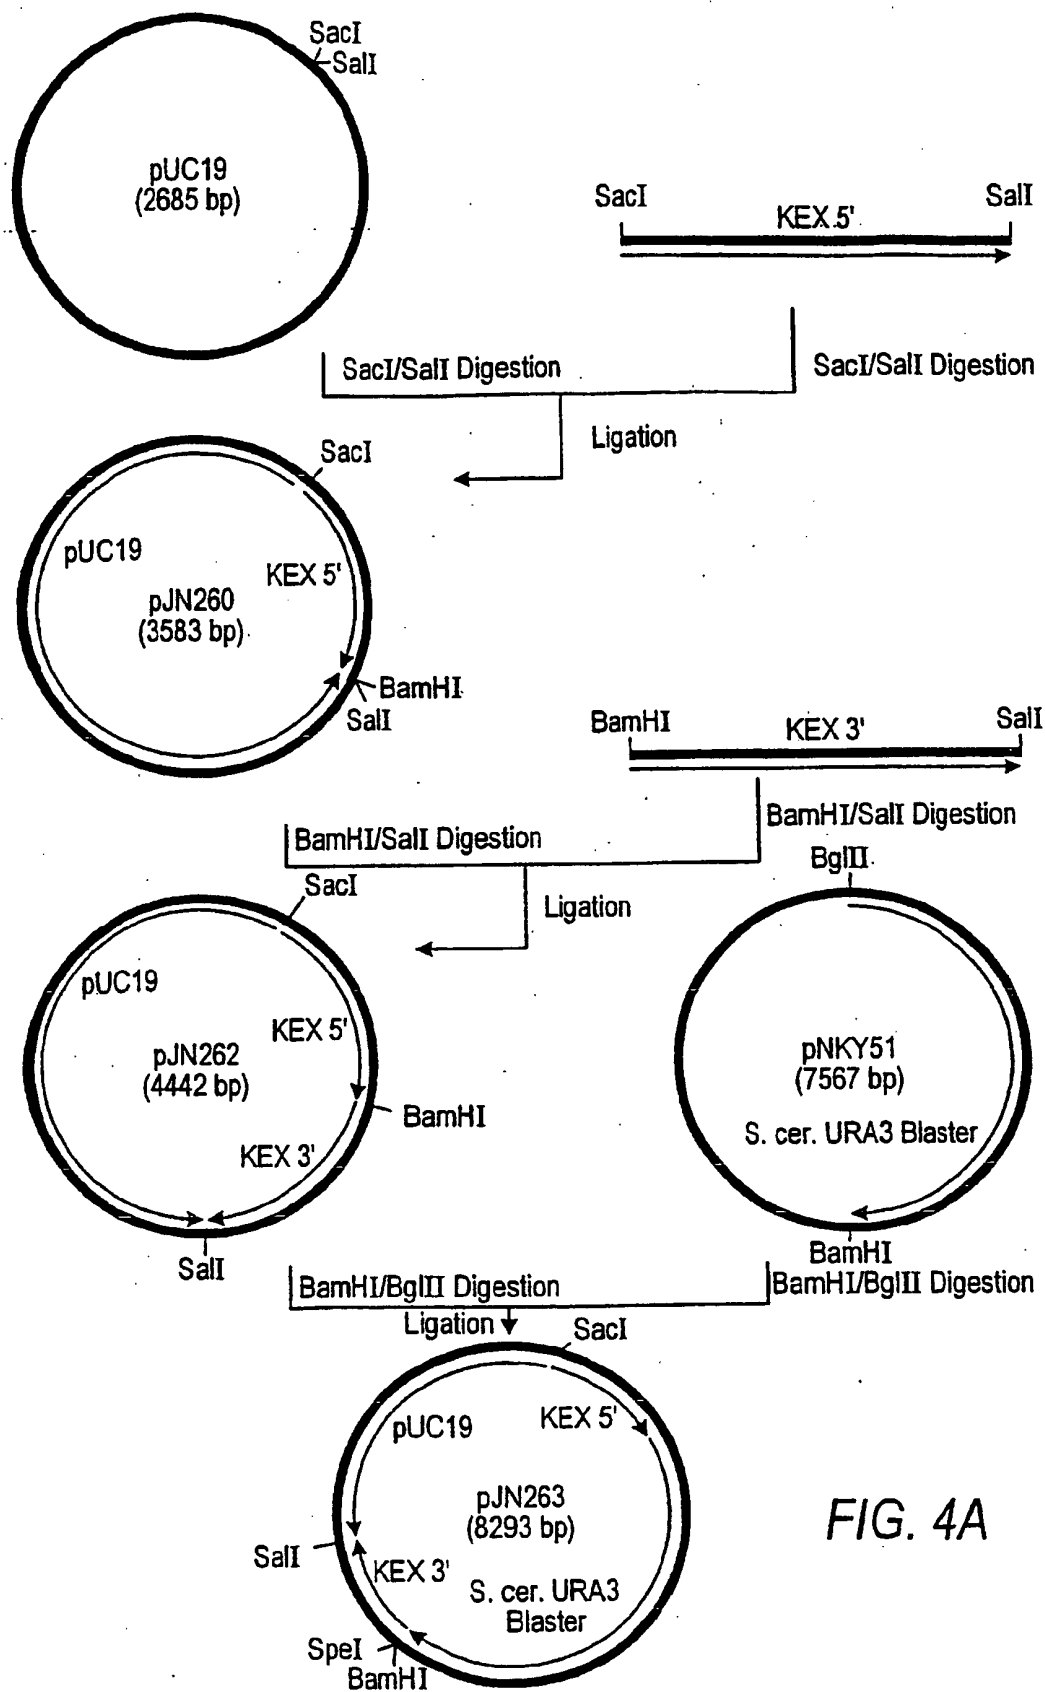 SacI
SalI
pUC19
(2685 bp)
SacI
KEX 5'
SalI
SacI/SalI Digestion
SacI/SalI Digestion
Ligation
SacI
pUC19
KEX 5'
pJN260
(3583 bp)
BamHI
SalI
BamHI
KEX 3'
SalI
BamHI/SalI Digestion
BamHI/SalI Digestion
Ligation
SacI
pUC19
KEX 5'
pJN262
(4442 bp)
BamHI
KEX 3'
SalI
BglII
pNKY51
(7567 bp)
S. cer. URA3 Blaster
BamHI
BamHI/BglII Digestion
BamHI/BglII Digestion
Ligation
SacI
pUC19
KEX 5'
pJN263
(8293 bp)
SalI
KEX 3'
S. cer. URA3
Blaster
SpeI
BamHI
FIG. 4A